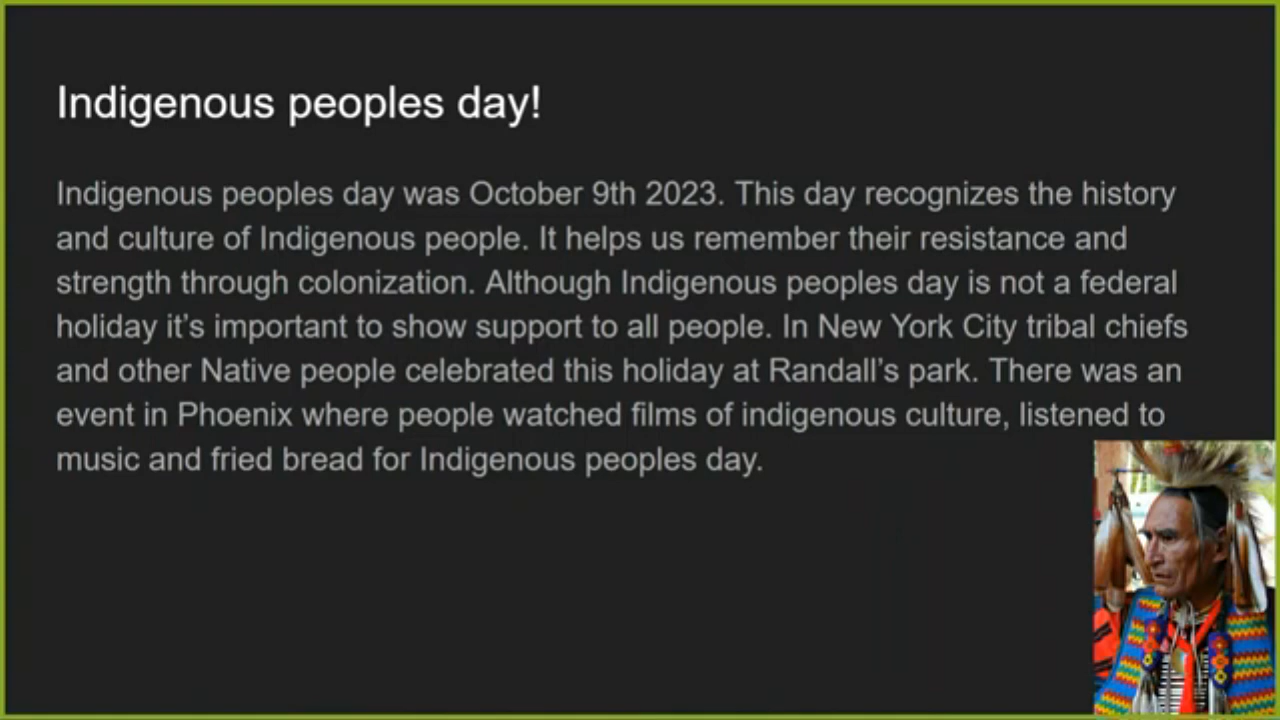 Indigenous peoples day!
Indigenous peoples day was October 9th 2023. This day recognizes the history
and culture of Indigenous people. It helps us remember their resistance and
strength through colonization. Although Indigenous peoples day is not a federal
holiday it’s important to show support to all people. In New York City tribal chiefs
and other Native people celebrated this holiday at Randall’s park. There was an
event in Phoenix where people watched films of indigenous culture, listened to
music and fried bread for Indigenous peoples day.